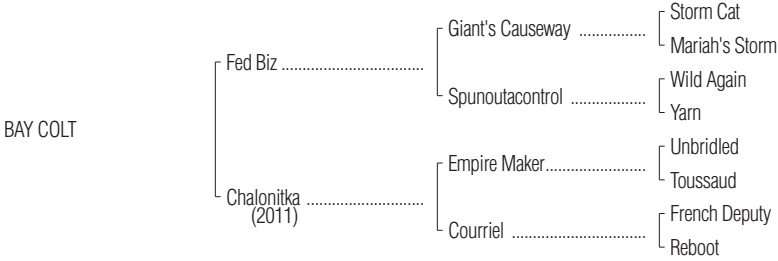 Storm Cat
Giant's Causeway ................
Mariah's Storm
Fed Biz ..................................
Wild Again
Spunoutacontrol ..................
Yarn
BAY COLT
Unbridled
Empire Maker........................
Toussaud
Chalonitka ............................
(2011)
French Deputy
Courriel ................................
Reboot